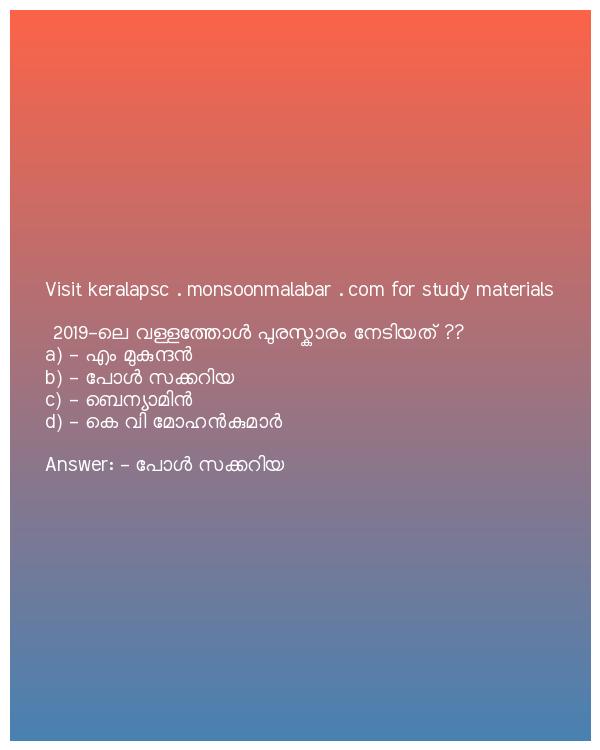 Visit keralapsc . monsoonmalabar . com for study materials
2019-ലെ വള്ളത്തോൾ പുരസ്കാരം നേടിയത് ??
a) - എം മുകുന്ദൻ
b) - പോൾ സക്കറിയ
c) - ബെന്യാമിൻ
d) - കെ വി മോഹൻകുമാർ
Answer: - പോൾ സക്കറിയ